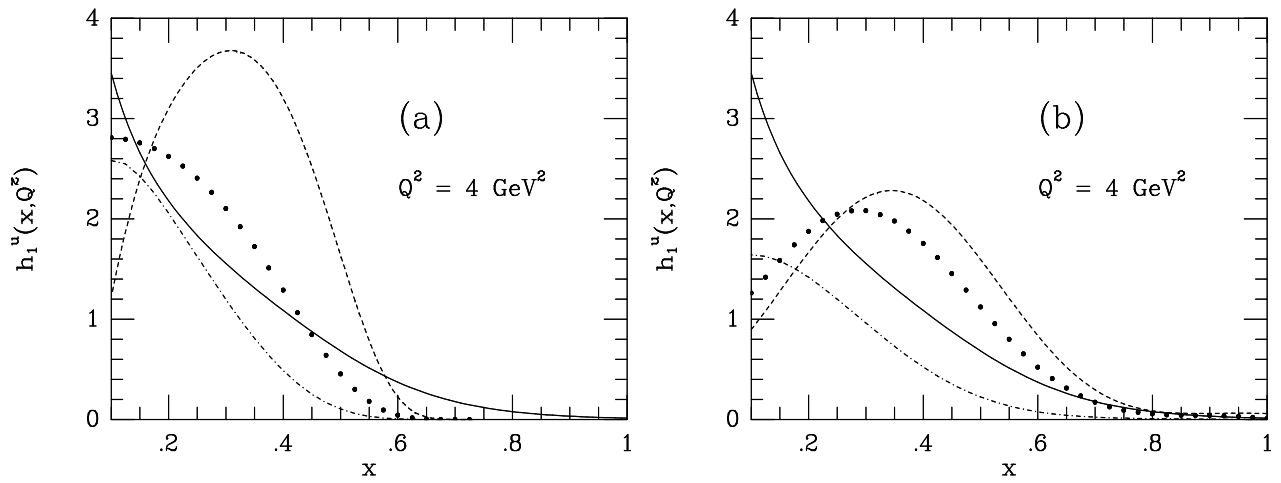 4
3
2
1
0
.2 .4 .6 .8 1
x
h₁ᵘ(x,Q²)
(a)
Q² = 4 GeV²
4
3
2
1
0
.2 .4 .6 .8 1
x
h₁ᵘ(x,Q²)
(b)
Q² = 4 GeV²